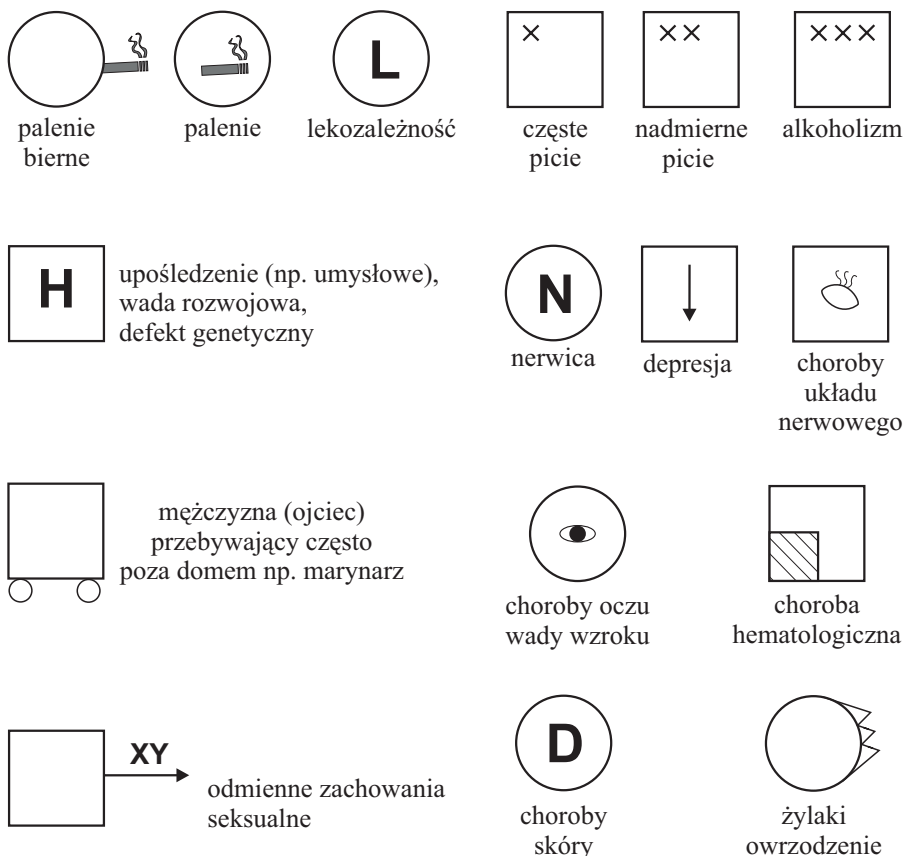 L
× 
× ×
× × ×
palenie
bierne
palenie
lekozależność
częste
picie
nadmierne
picie
alkoholizm
H
upośledzenie (np. umysłowe),
wada rozwojowa,
defekt genetyczny
N
nerwica
depresja
choroby
układu
nerwowego
mężczyzna (ojciec)
przebywający często
poza domem np. marynarz
choroby oczu
wady wzroku
choroba
hematologiczna
XY
odmienne zachowania
seksualne
D
choroby
skóry
żylaki
owrzodzenie